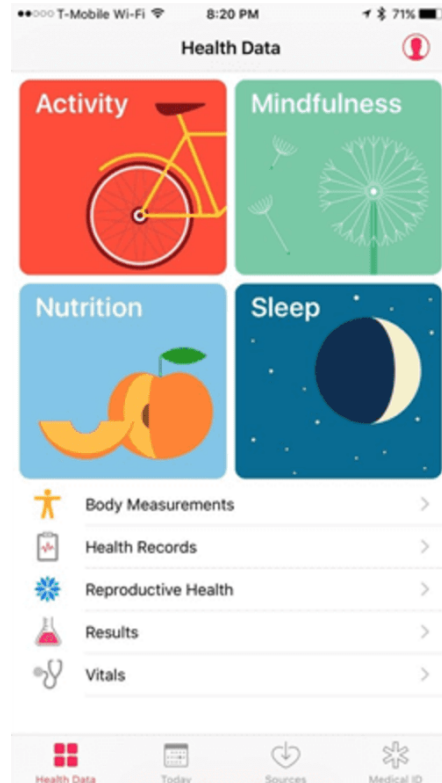 T-Mobile Wi-Fi 8:20 PM 71%
Health Data
Activity
Mindfulness
Nutrition
Sleep
Body Measurements
Health Records
Reproductive Health
Results
Vitals
Health Data Today Sources Medical ID